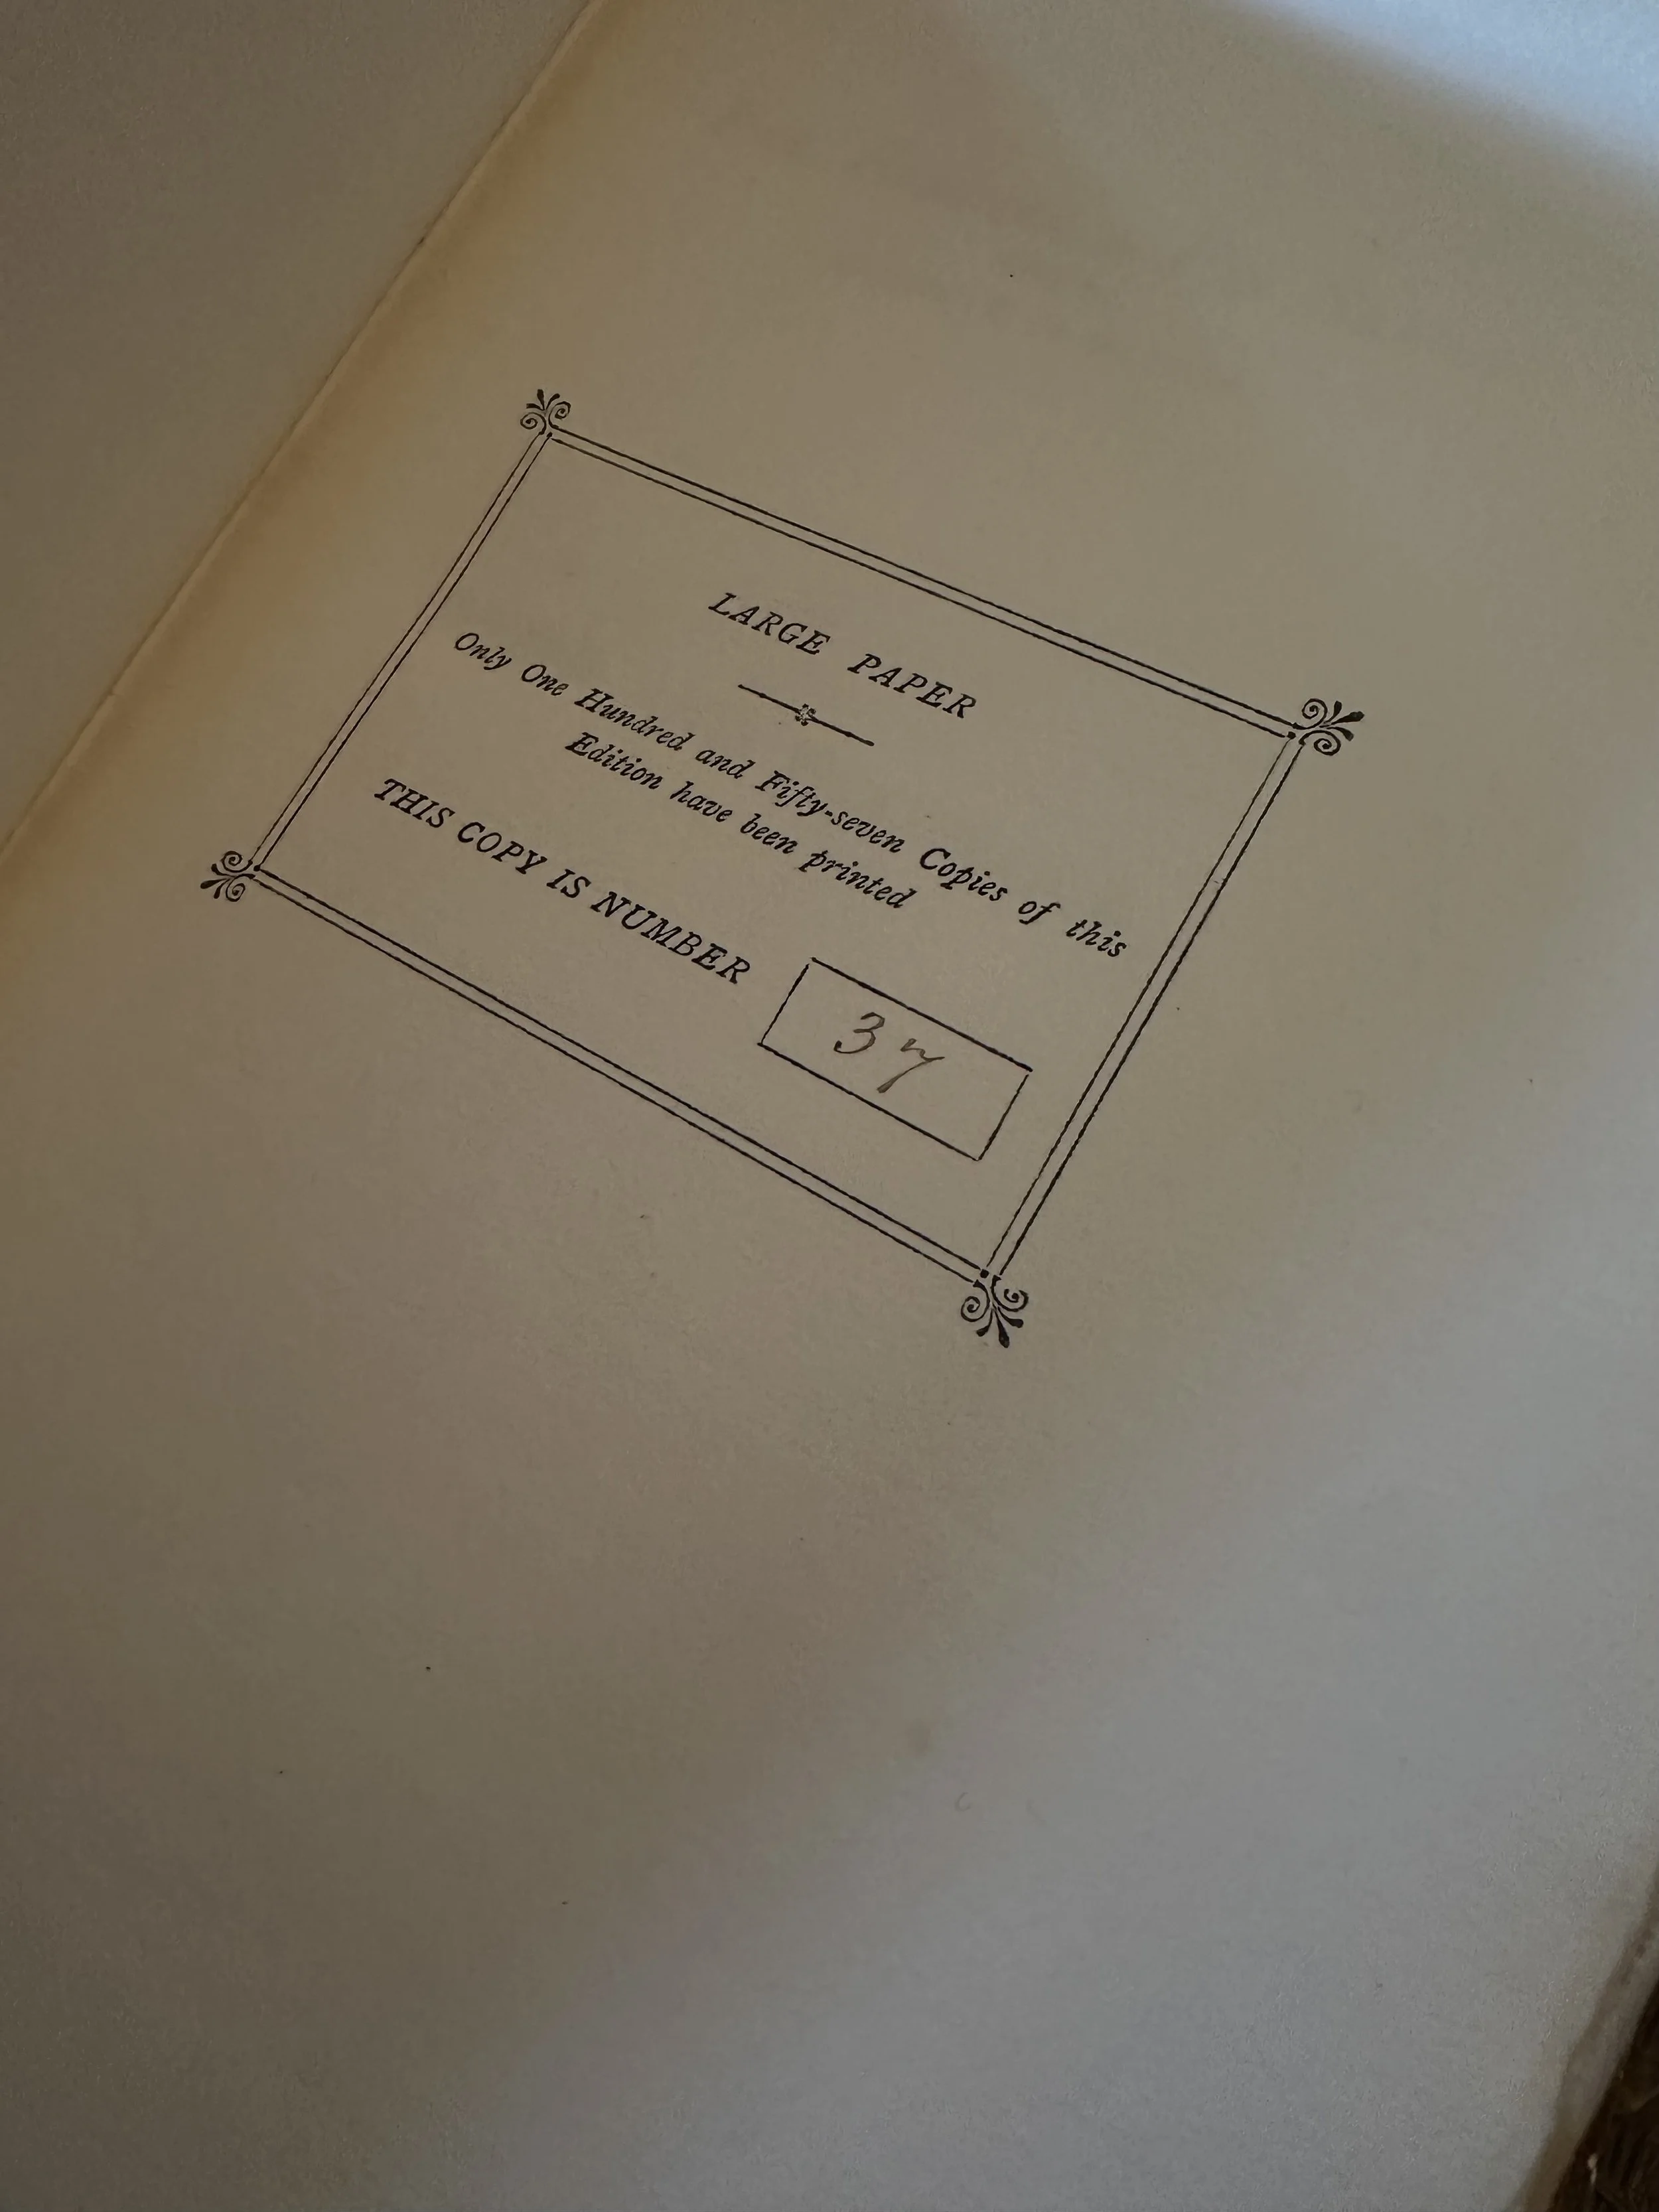 LARGE PAPER
Only One Hundred and Fifty-seven Copies of this
Edition have been printed
THIS COPY IS NUMBER 37